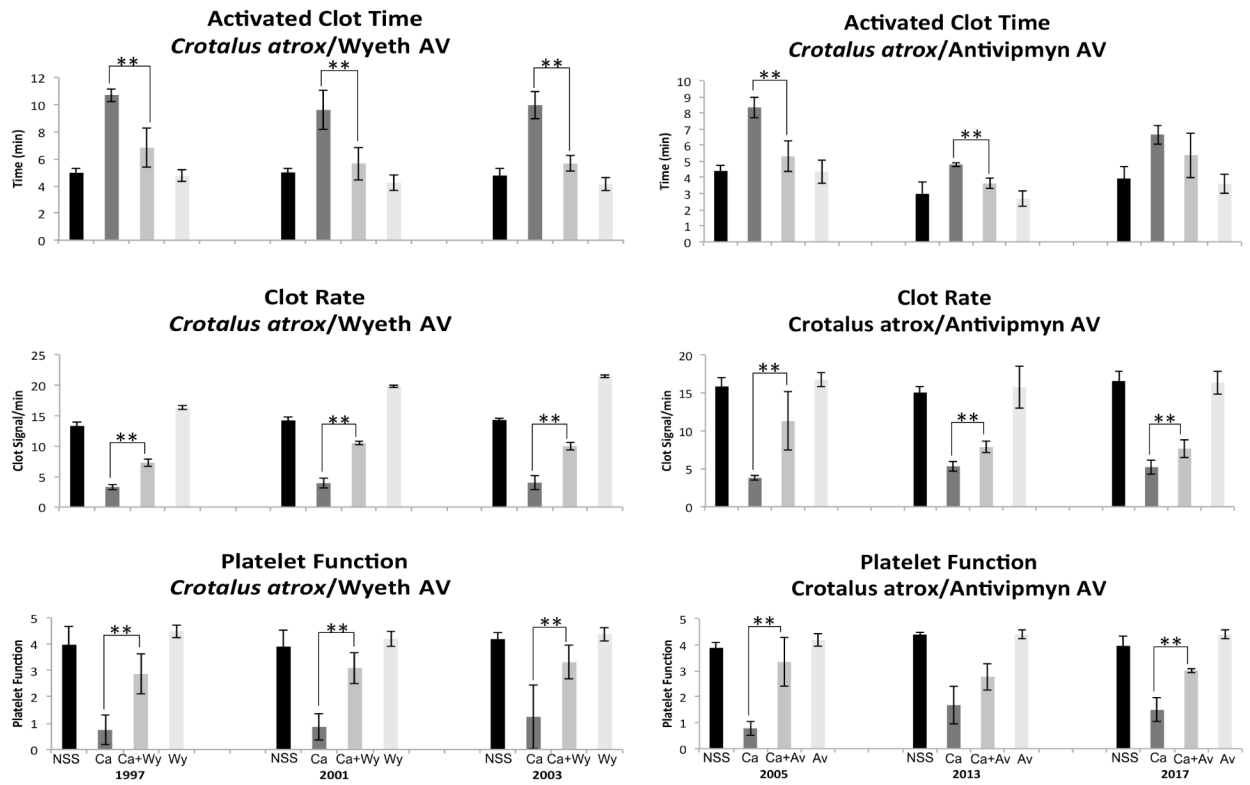 Activated Clot Time
Crotalus atrox/Wyeth AV
**
**
**
Time (min)
12
10
8
6
4
2
0
Activated Clot Time
Crotalus atrox/Antivipmyn AV
**
**
Time (min)
10
9
8
7
6
5
4
3
2
1
0
Clot Rate
Crotalus atrox/Wyeth AV
**
**
**
Clot Signal/min
25
20
15
10
5
0
Clot Rate
Crotalus atrox/Antivipmyn AV
**
**
**
Clot Signal/min
20
15
10
5
0
Platelet Function
Crotalus atrox/Wyeth AV
**
**
**
Platelet Function
5
4
3
2
1
0
NSS Ca Ca+Wy Wy NSS Ca Ca+Wy Wy NSS Ca Ca+Wy Wy
1997 2001 2003
Platelet Function
Crotalus atrox/Antivipmyn AV
**
**
Platelet Function
5
4
3
2
1
0
NSS Ca Ca+Av Av NSS Ca Ca+Av Av NSS Ca Ca+Av Av
2005 2013 2017